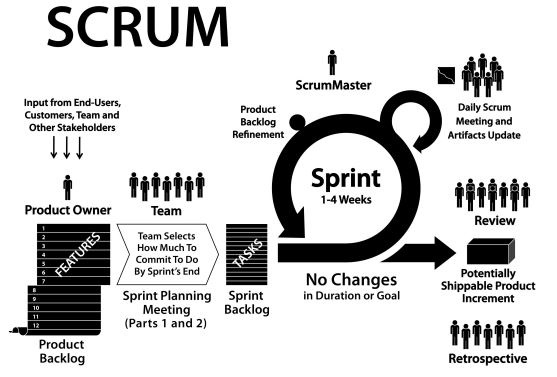 SCRUM
Input from End-Users,
Customers, Team and
Other Stakeholders
Product Owner
Team
FEATURES
1
2
3
4
5
6
7
8
9
10
11
12
Product
Backlog
Team Selects
How Much To
Commit To Do
By Sprint's End
Sprint Planning
Meeting
(Parts 1 and 2)
TASKS
Sprint
Backlog
ScrumMaster
Product
Backlog
Refinement
Sprint
1-4 Weeks
No Changes
in Duration or Goal
Daily Scrum
Meeting and
Artifacts Update
Review
Potentially
Shippable Product
Increment
Retrospective